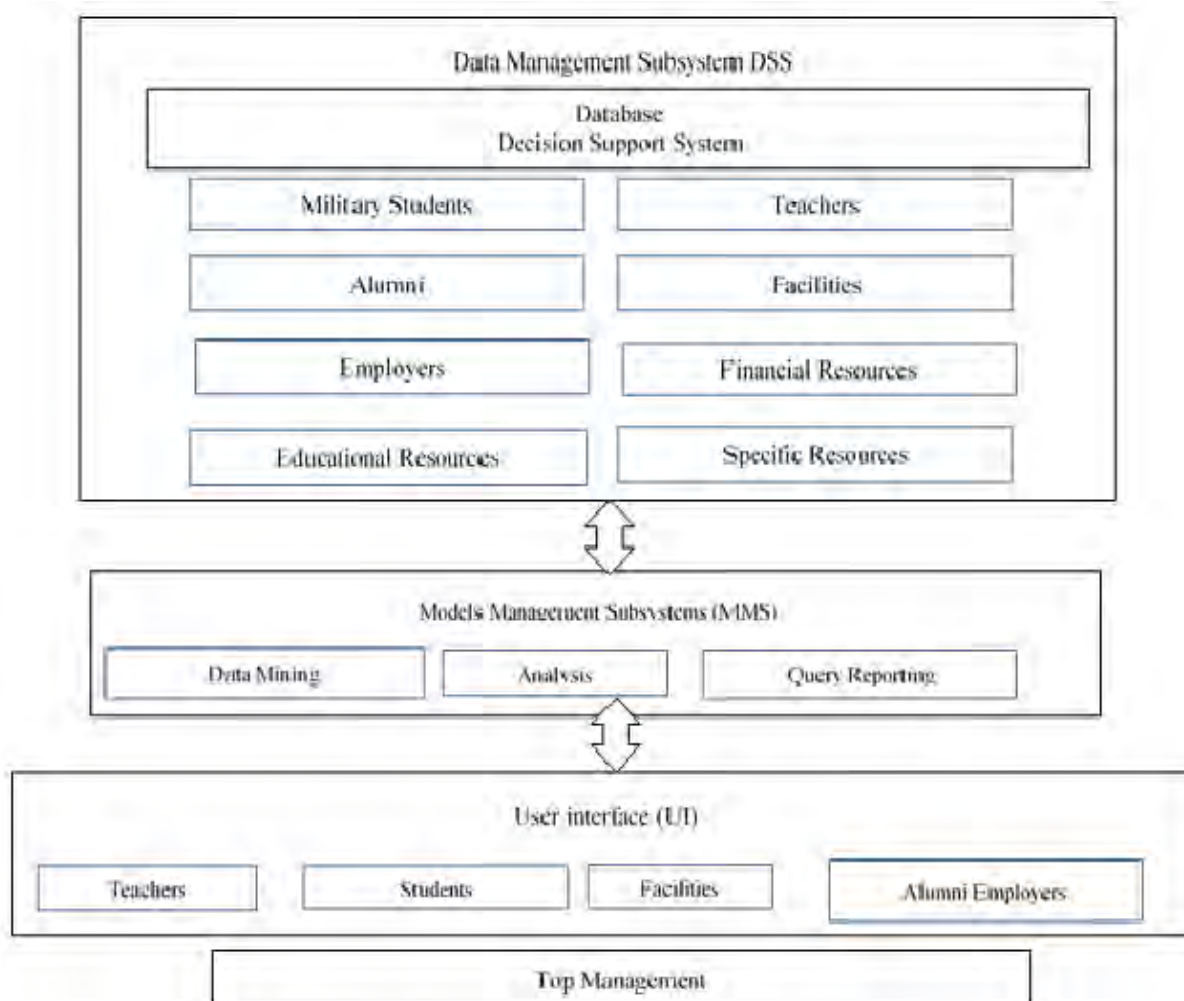 Data Management Subsystem DSS
Database
Decision Support System
Military Students
Teachers
Alumni
Facilities
Employers
Financial Resources
Educational Resources
Specific Resources
Models Management Subsystems (MMS)
Data Mining
Analysis
Query Reporting
User interface (UI)
Teachers
Students
Facilities
Alumni Employers
Top Management